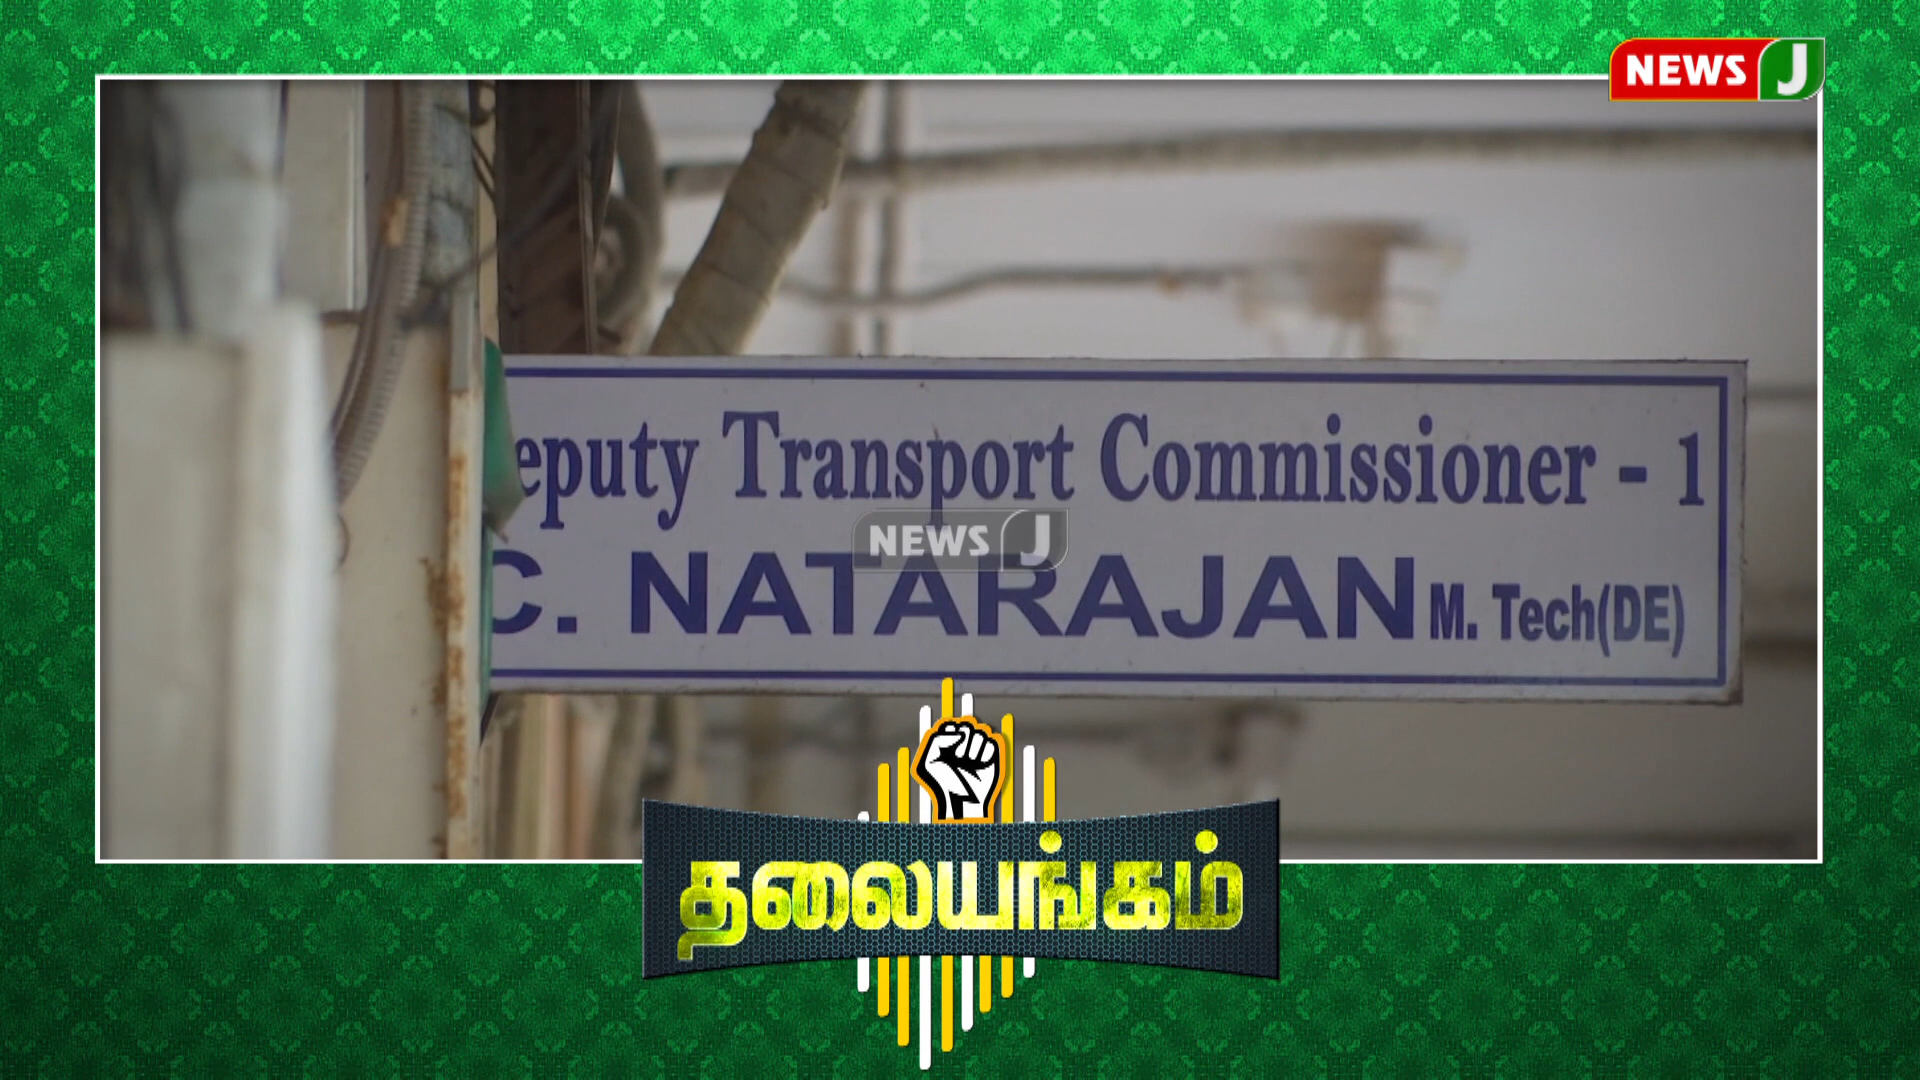 NEWS J
eputy Transport Commissioner - 1
NEWS J
C. NATARAJAN M. Tech(DE)
தலையங்கம்